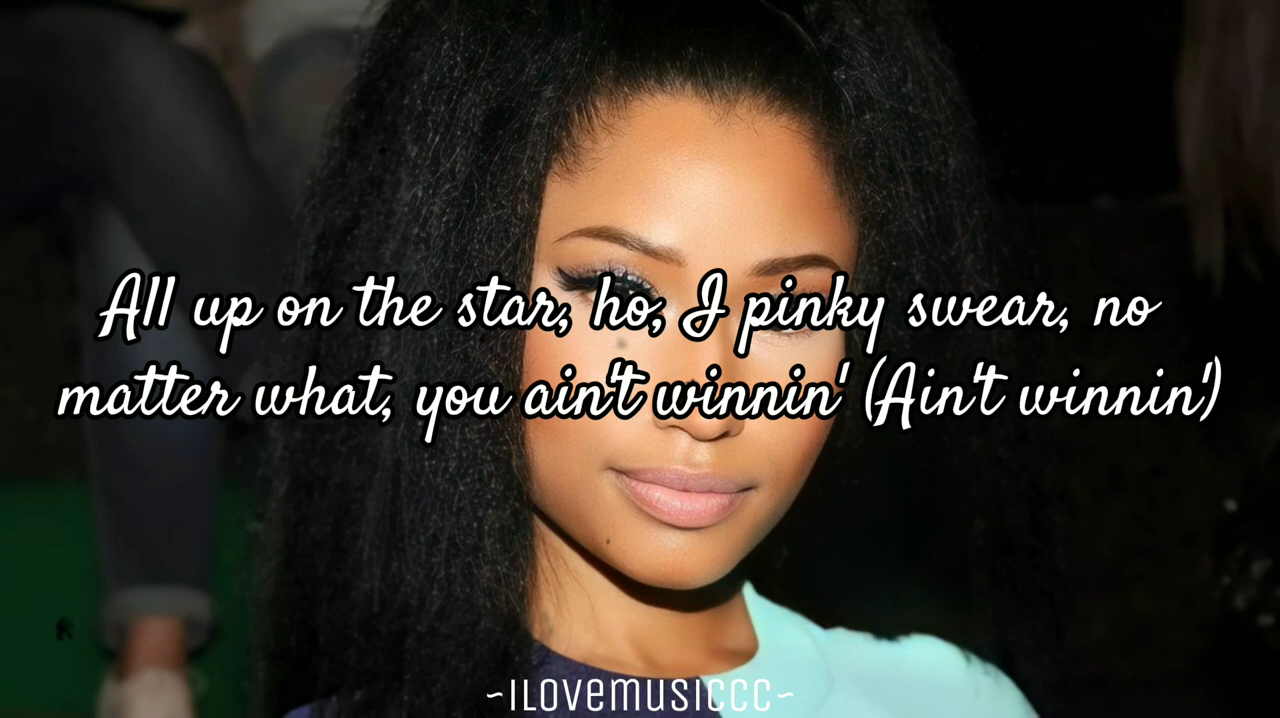 All up on the star, ho, I pinky swear, no
matter what, you ain't winnin' (Ain't winnin')
~ILOVEMUSICCC~